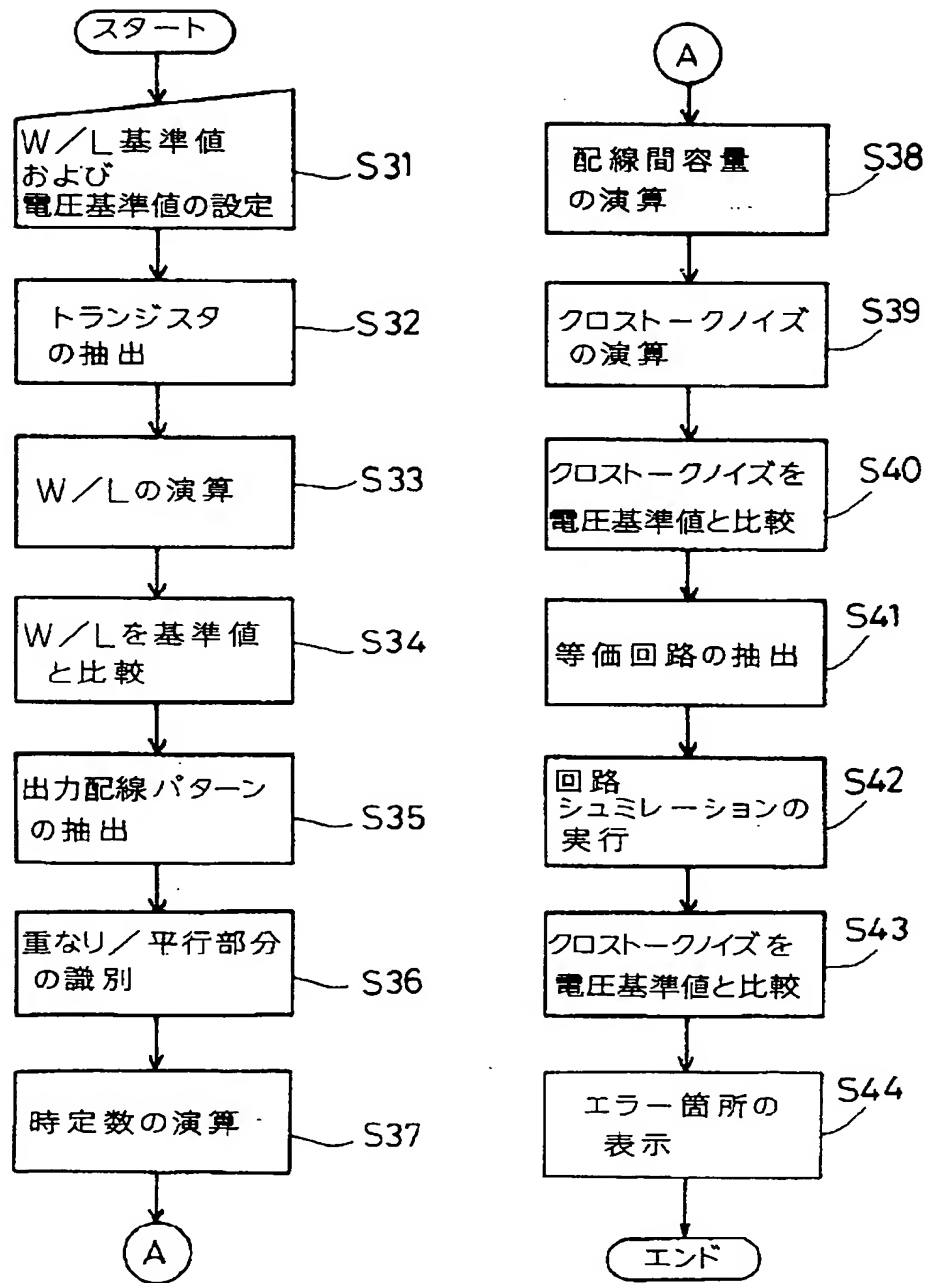 スタート
W/L基準値
および
電圧基準値の設定
S31
トランジスタ
の抽出
S32
W/Lの演算
S33
W/Lを基準値
と比較
S34
出力配線パターン
の抽出
S35
重なり/平行部分
の識別
S36
時定数の演算
S37
A
A
配線間容量
の演算
S38
クロストークノイズ
の演算
S39
クロストークノイズを
電圧基準値と比較
S40
等価回路の抽出
S41
回路
シュミレーションの
実行
S42
クロストークノイズを
電圧基準値と比較
S43
エラー箇所の
表示
S44
エンド